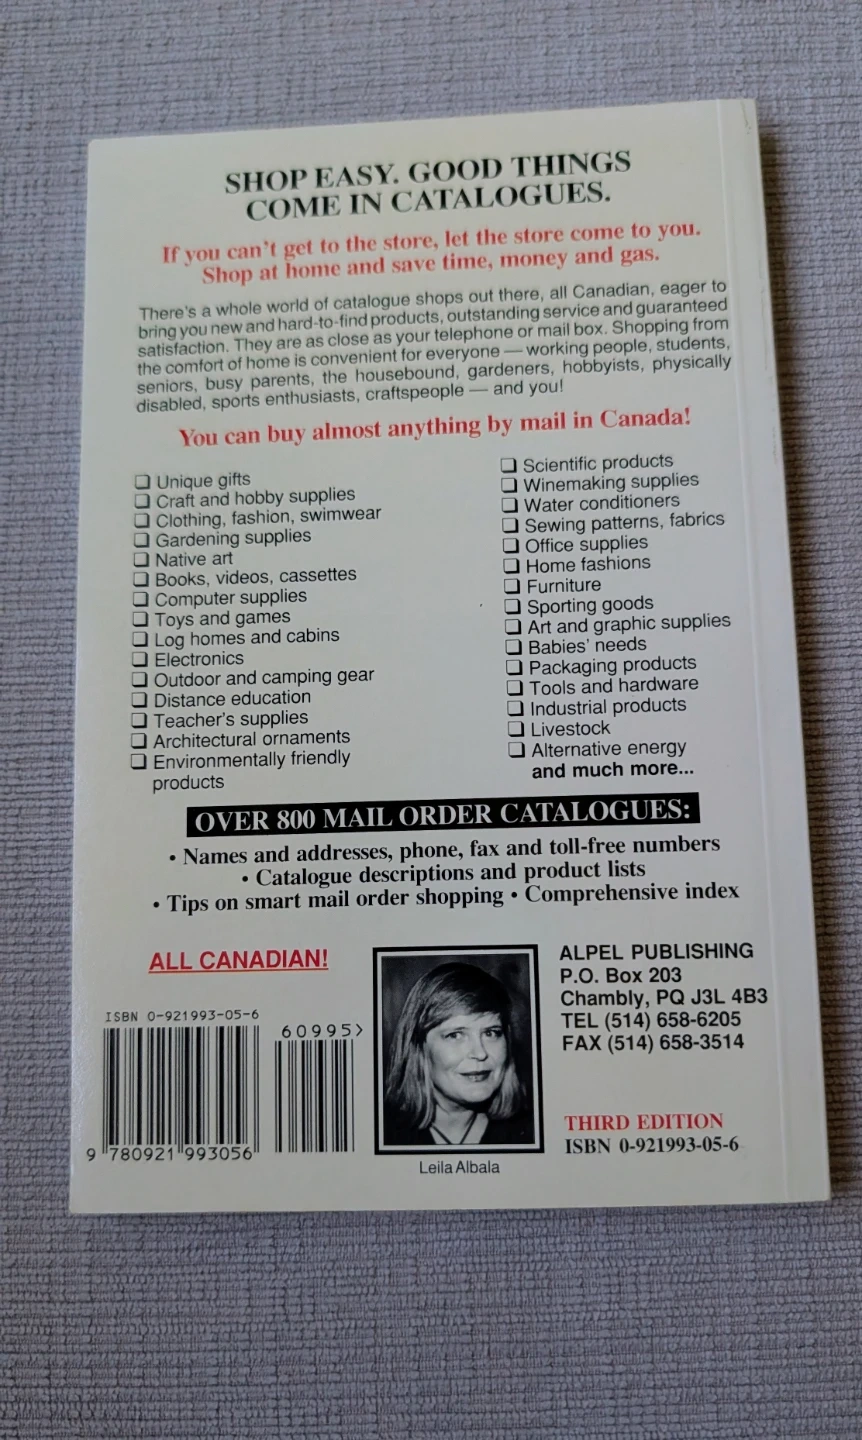 SHOP EASY. GOOD THINGS
COME IN CATALOGUES.
If you can't get to the store, let the store come to you.
Shop at home and save time, money and gas.
There's a whole world of catalogue shops out there, all Canadian, eager to
bring you new and hard-to-find products, outstanding service and guaranteed
satisfaction. They are as close as your telephone or mail box. Shopping from
the comfort of home is convenient for everyone — working people, students,
seniors, busy parents, the housebound, gardeners, hobbyists, physically
disabled, sports enthusiasts, craftspeople — and you!
You can buy almost anything by mail in Canada!
❑ Unique gifts
❑ Craft and hobby supplies
❑ Clothing, fashion, swimwear
❑ Gardening supplies
❑ Native art
❑ Books, videos, cassettes
❑ Computer supplies
❑ Toys and games
❑ Log homes and cabins
❑ Electronics
❑ Outdoor and camping gear
❑ Distance education
❑ Teacher's supplies
❑ Architectural ornaments
❑ Environmentally friendly
products
❑ Scientific products
❑ Winemaking supplies
❑ Water conditioners
❑ Sewing patterns, fabrics
❑ Office supplies
❑ Home fashions
❑ Furniture
❑ Sporting goods
❑ Art and graphic supplies
❑ Babies' needs
❑ Packaging products
❑ Tools and hardware
❑ Industrial products
❑ Livestock
❑ Alternative energy
and much more...
OVER 800 MAIL ORDER CATALOGUES:
• Names and addresses, phone, fax and toll-free numbers
• Catalogue descriptions and product lists
• Tips on smart mail order shopping • Comprehensive index
ALL CANADIAN!
ISBN 0-921993-05-6
60995>
9 780921 993056
Leila Albala
ALPEL PUBLISHING
P.O. Box 203
Chambly, PQ J3L 4B3
TEL (514) 658-6205
FAX (514) 658-3514
THIRD EDITION
ISBN 0-921993-05-6